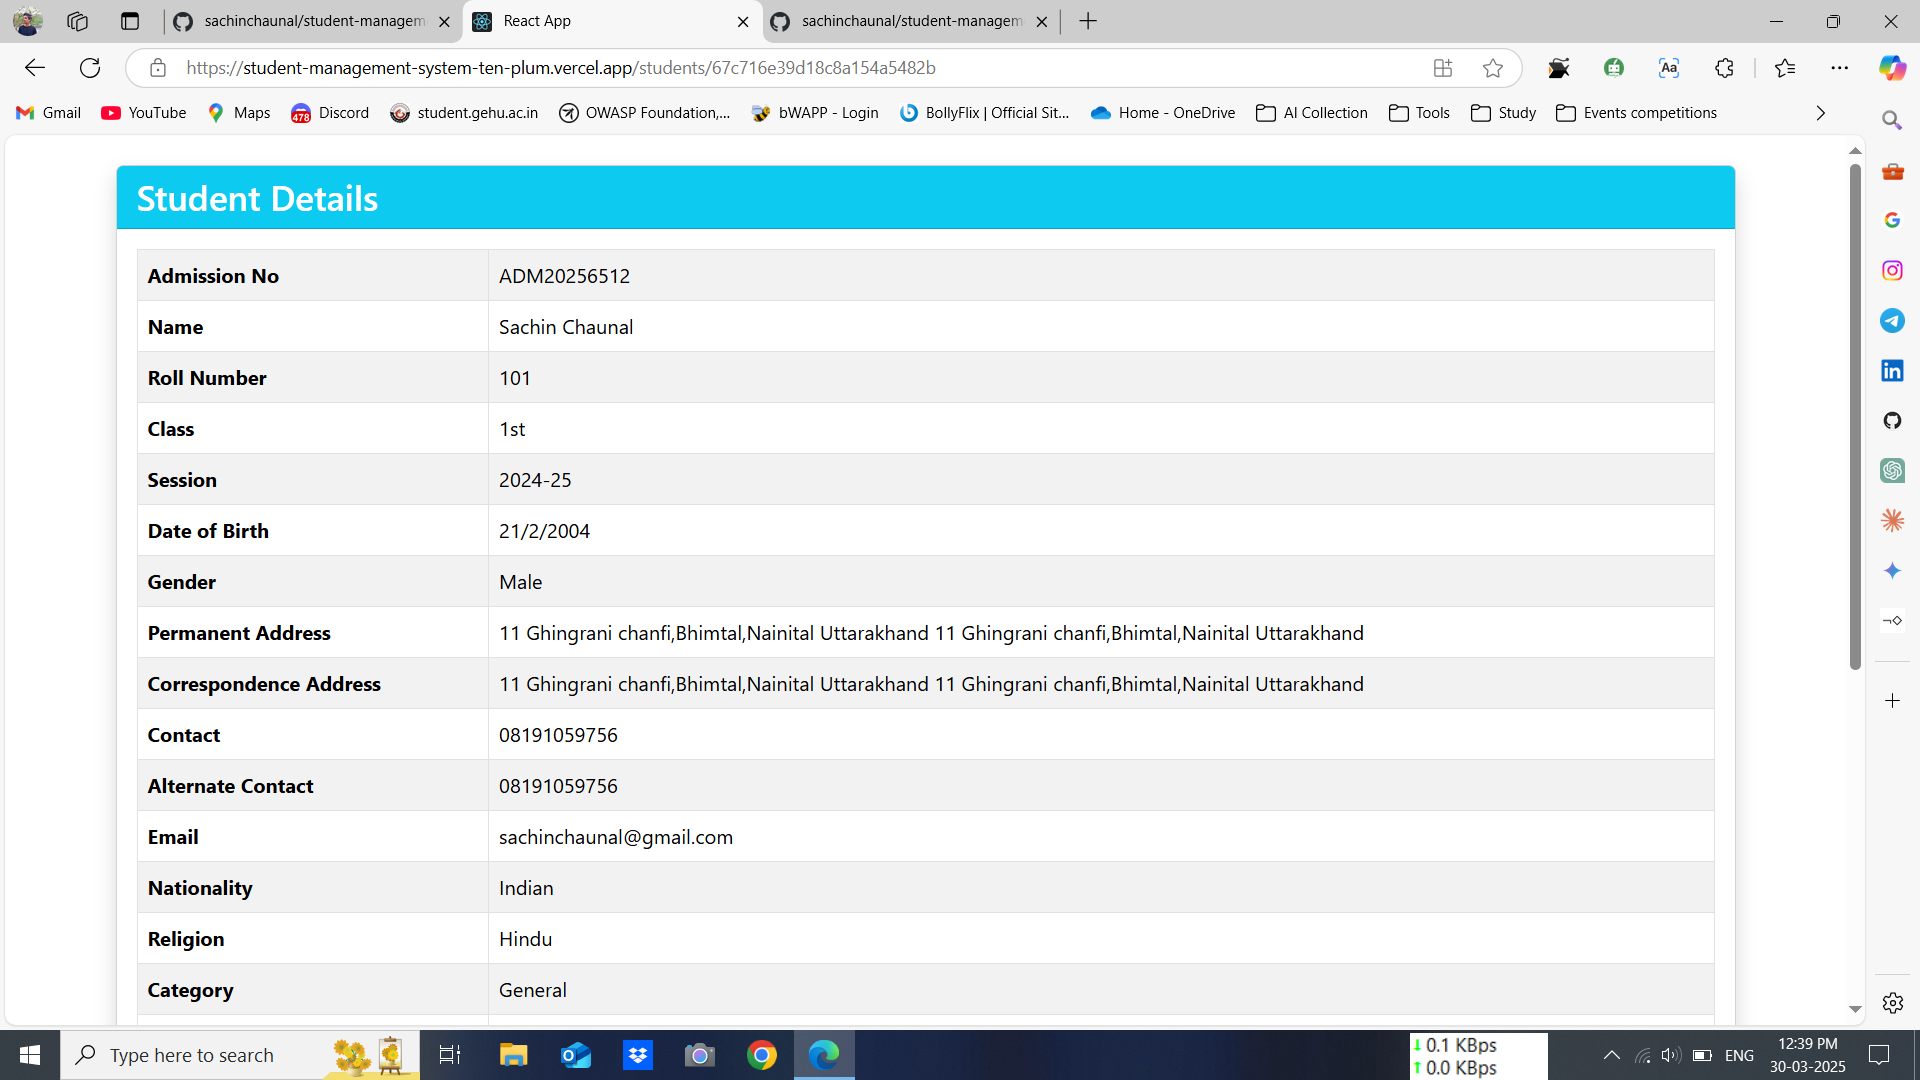 sachinchaunal/student-managem
React App
sachinchaunal/student-managem
https://student-management-system-ten-plum.vercel.app/students/67c716e39d18c8a154a5482b
Gmail YouTube Maps Discord student.gehu.ac.in OWASP Foundation,... bWAPP - Login BollyFlix | Official Sit... Home - OneDrive AI Collection Tools Study Events competitions
478
Aa
Student Details
Admission No ADM20256512
Name Sachin Chaunal
Roll Number 101
Class 1st
Session 2024-25
Date of Birth 21/2/2004
Gender Male
Permanent Address 11 Ghingrani chanfi,Bhimtal,Nainital Uttarakhand 11 Ghingrani chanfi,Bhimtal,Nainital Uttarakhand
Correspondence Address 11 Ghingrani chanfi,Bhimtal,Nainital Uttarakhand 11 Ghingrani chanfi,Bhimtal,Nainital Uttarakhand
Contact 08191059756
Alternate Contact 08191059756
Email sachinchaunal@gmail.com
Nationality Indian
Religion Hindu
Category General
Type here to search
0.1 KBps
0.0 KBps
ENG
12:39 PM
30-03-2025